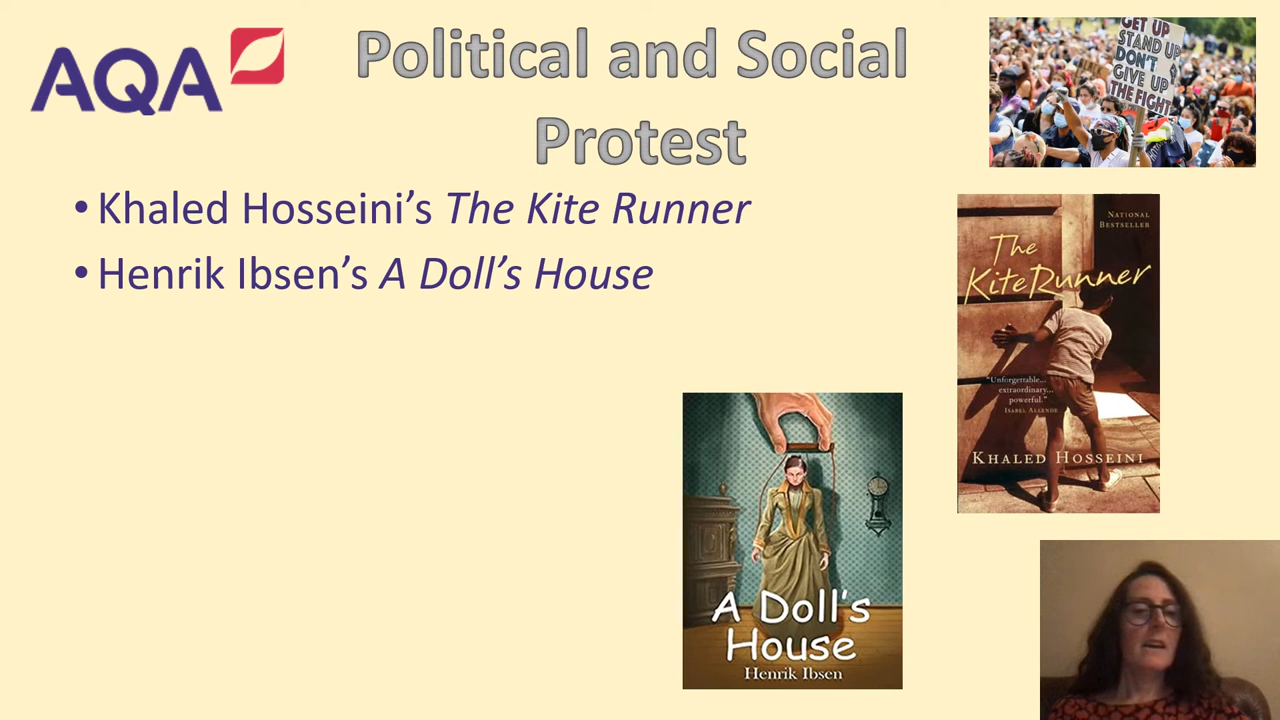 AQA
Political and Social
Protest
GET UP
STAND UP
DON'T
GIVE UP
THE FIGHT
• Khaled Hosseini's The Kite Runner
• Henrik Ibsen's A Doll's House
NATIONAL
BESTSELLER
The
Kite Runner
"Unforgettable...
extraordinary...
powerful."
ISABEL ALLENDE
KHALED HOSSEINI
A Doll's
House
Henrik Ibsen